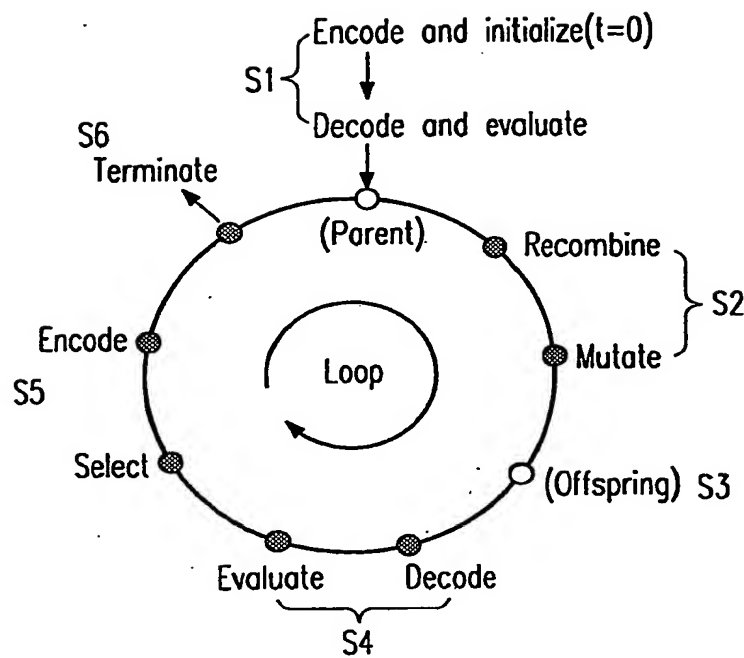 Encode and initialize(t=0)
S1
Decode and evaluate
S6
Terminate
(Parent)
Recombine
S2
Mutate
Encode
Loop
S5
Select
(Offspring) S3
Evaluate Decode
S4